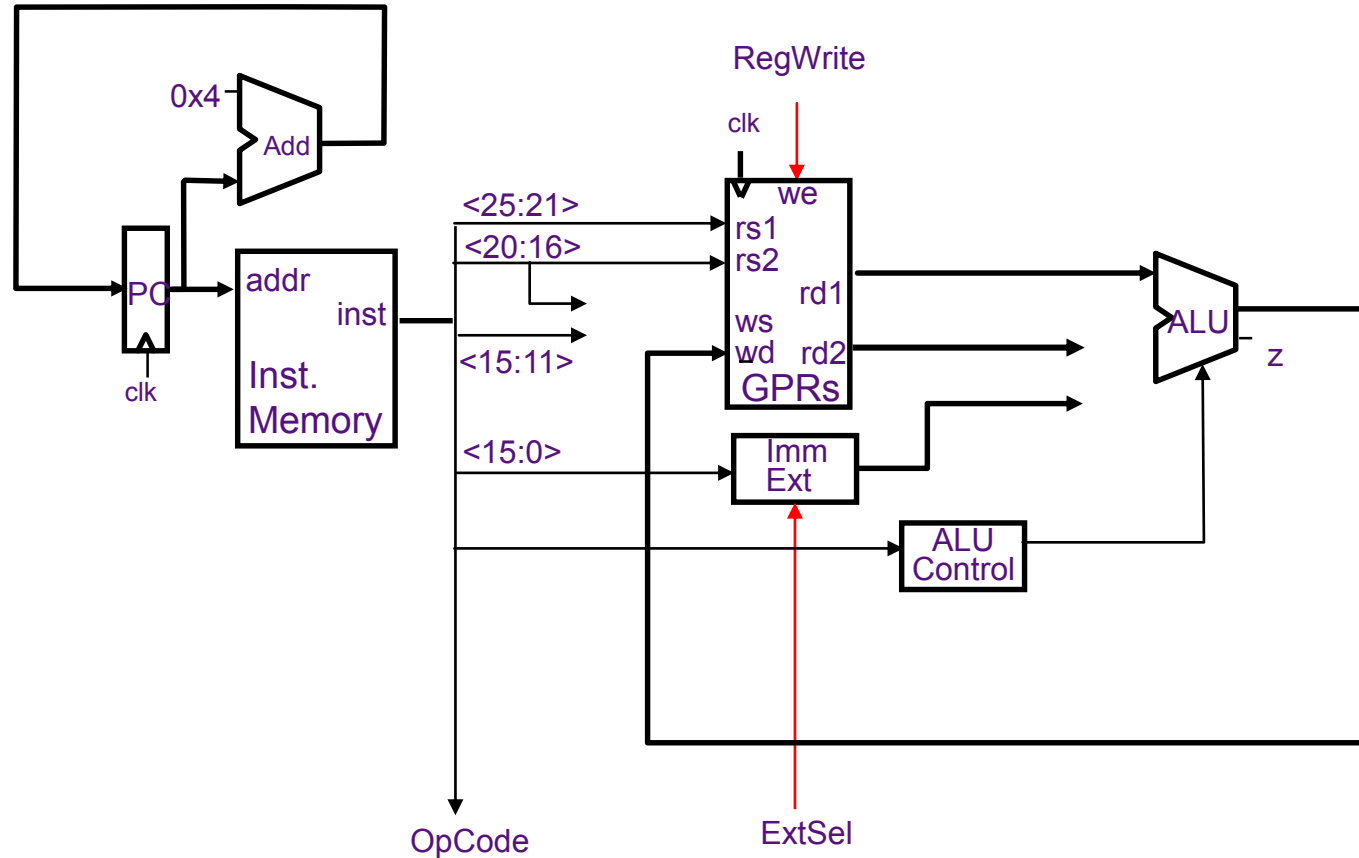 RegWrite
0x4
Add
clk
we
<25:21>
rs1
<20:16>
rs2
PC
addr
rd1
inst
ws
ALU
<15:11>
wd
rd2
z
clk
Inst.
Memory
GPRs
<15:0>
Imm
Ext
ALU
Control
OpCode
ExtSel